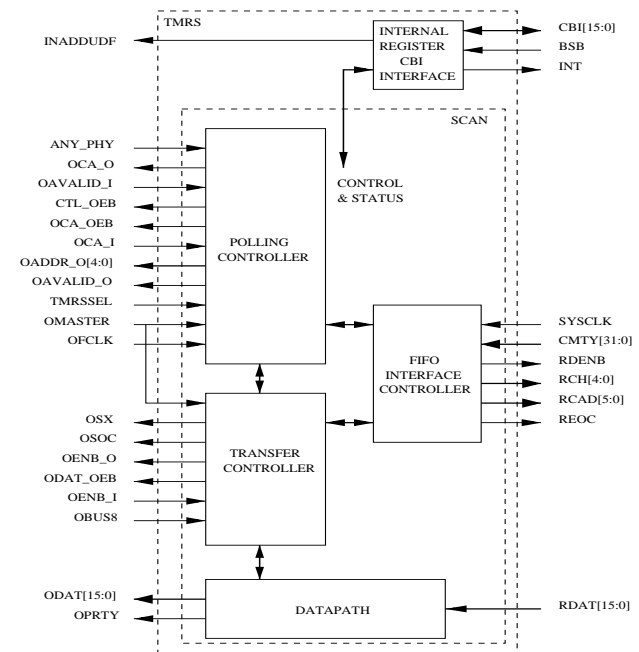 TMRS
INADDUDF
INTERNAL
REGISTER
CBI
INTERFACE
CBI[15:0]
BSB
INT
SCAN
CONTROL
& STATUS
ANY_PHY
OCA_O
OAVALID_I
CTL_OEB
OCA_OEB
OCA_I
OADDR_O[4:0]
OAVALID_O
TMRSSEL
OMASTER
OFCLK
POLLING
CONTROLLER
FIFO
INTERFACE
CONTROLLER
SYSCLK
CMTY[31:0]
RDENB
RCH[4:0]
RCAD[5:0]
REOC
OSX
OSOC
OENB_O
ODAT_OEB
OENB_I
OBUS8
TRANSFER
CONTROLLER
ODAT[15:0]
OPRTY
DATAPATH
RDAT[15:0]